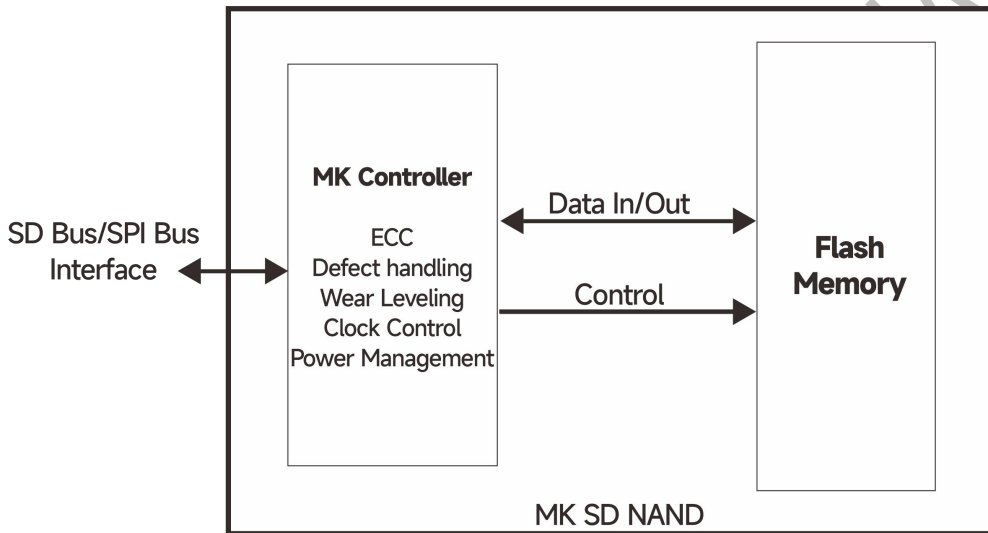 SD Bus/SPI Bus
Interface
MK Controller
ECC
Defect handling
Wear Leveling
Clock Control
Power Management
Data In/Out
Control
Flash
Memory
MK SD NAND